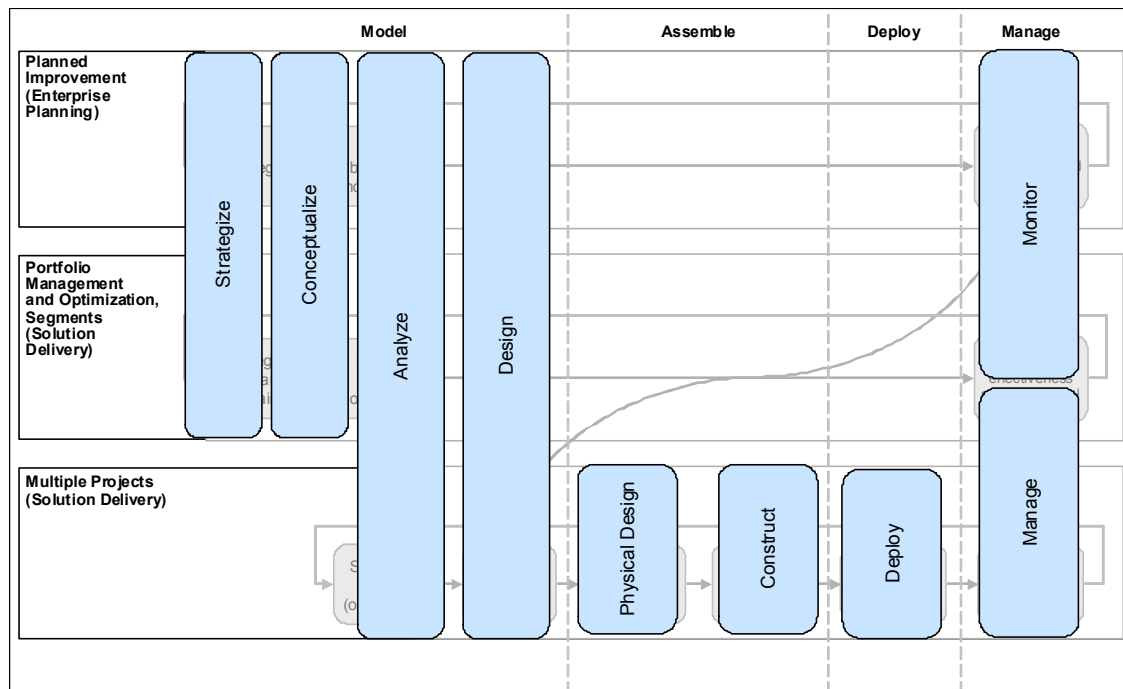 Model
Assemble
Deploy
Manage
Planned
Improvement
(Enterprise
Planning)
Strategize
Conceptualize
Analyze
Design
Monitor
Portfolio
Management
and Optimization,
Segments
(Solution
Delivery)
Multiple Projects
(Solution Delivery)
Physical Design
Construct
Deploy
Manage